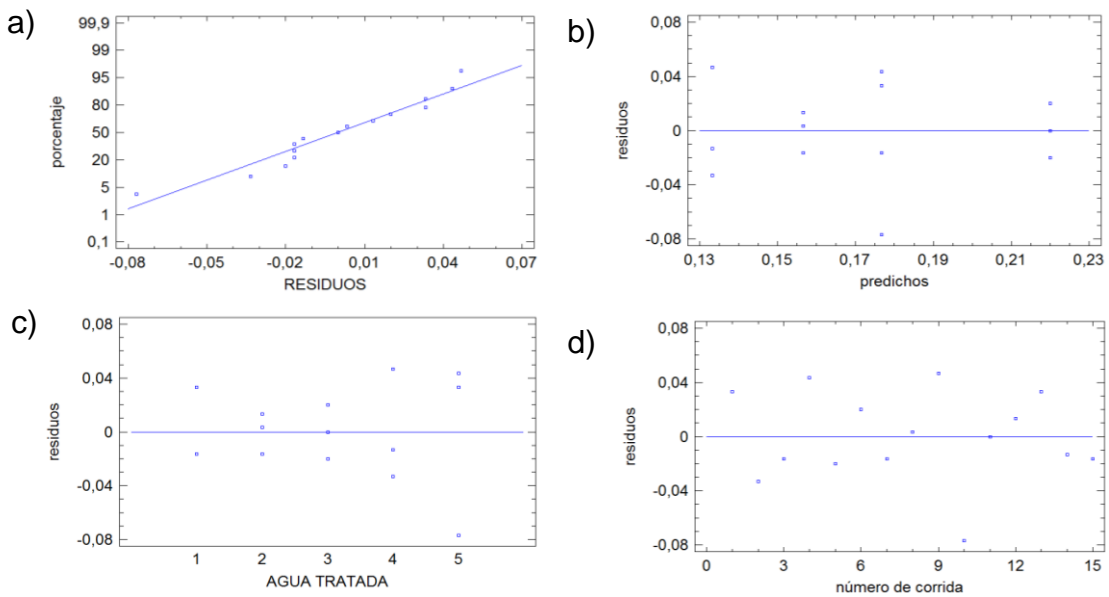 a)
99,9
99
95
80
50
20
5
1
0,1
porcentaje
-0,08 -0,05 -0,02 0,01 0,04 0,07
RESIDUOS
b)
0,08
0,04
0
-0,04
-0,08
residuos
0,13 0,15 0,17 0,19 0,21 0,23
predichos
c)
0,08
0,04
0
-0,04
-0,08
residuos
1 2 3 4 5
AGUA TRATADA
d)
0,08
0,04
0
-0,04
-0,08
residuos
0 3 6 9 12 15
número de corrida